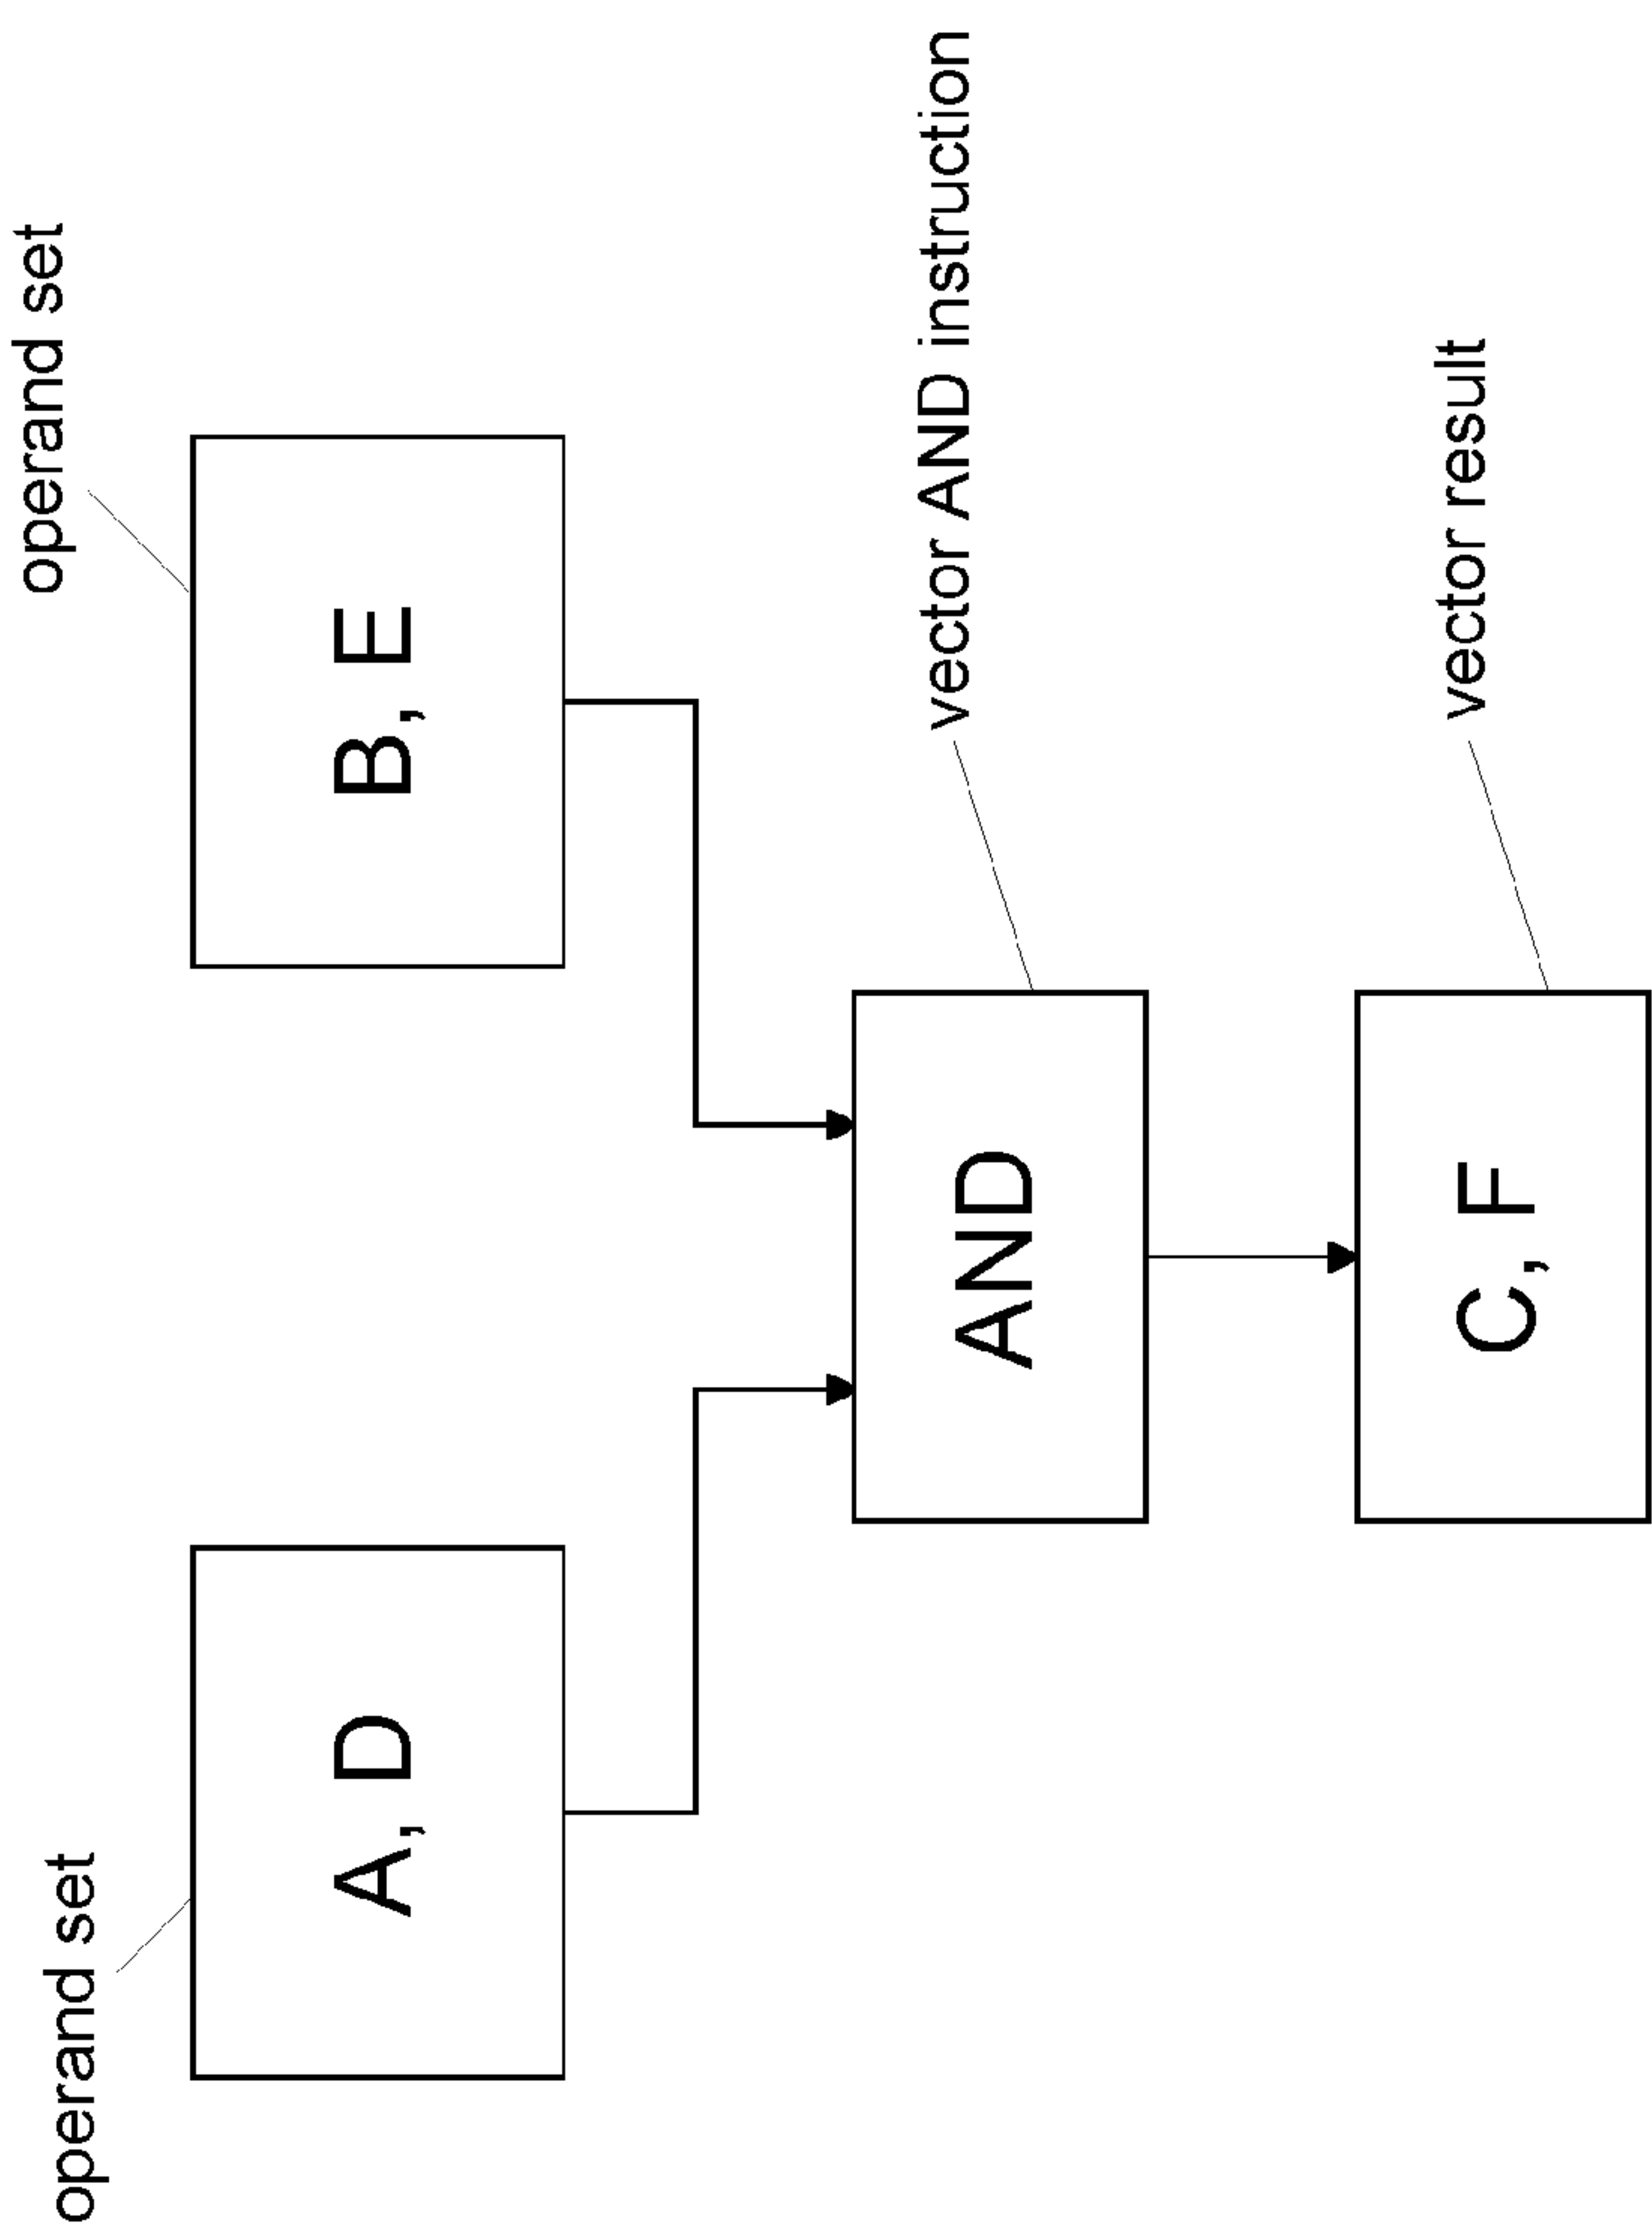 operand set
operand set
A, D
B, E
vector AND instruction
AND
vector result
C, F